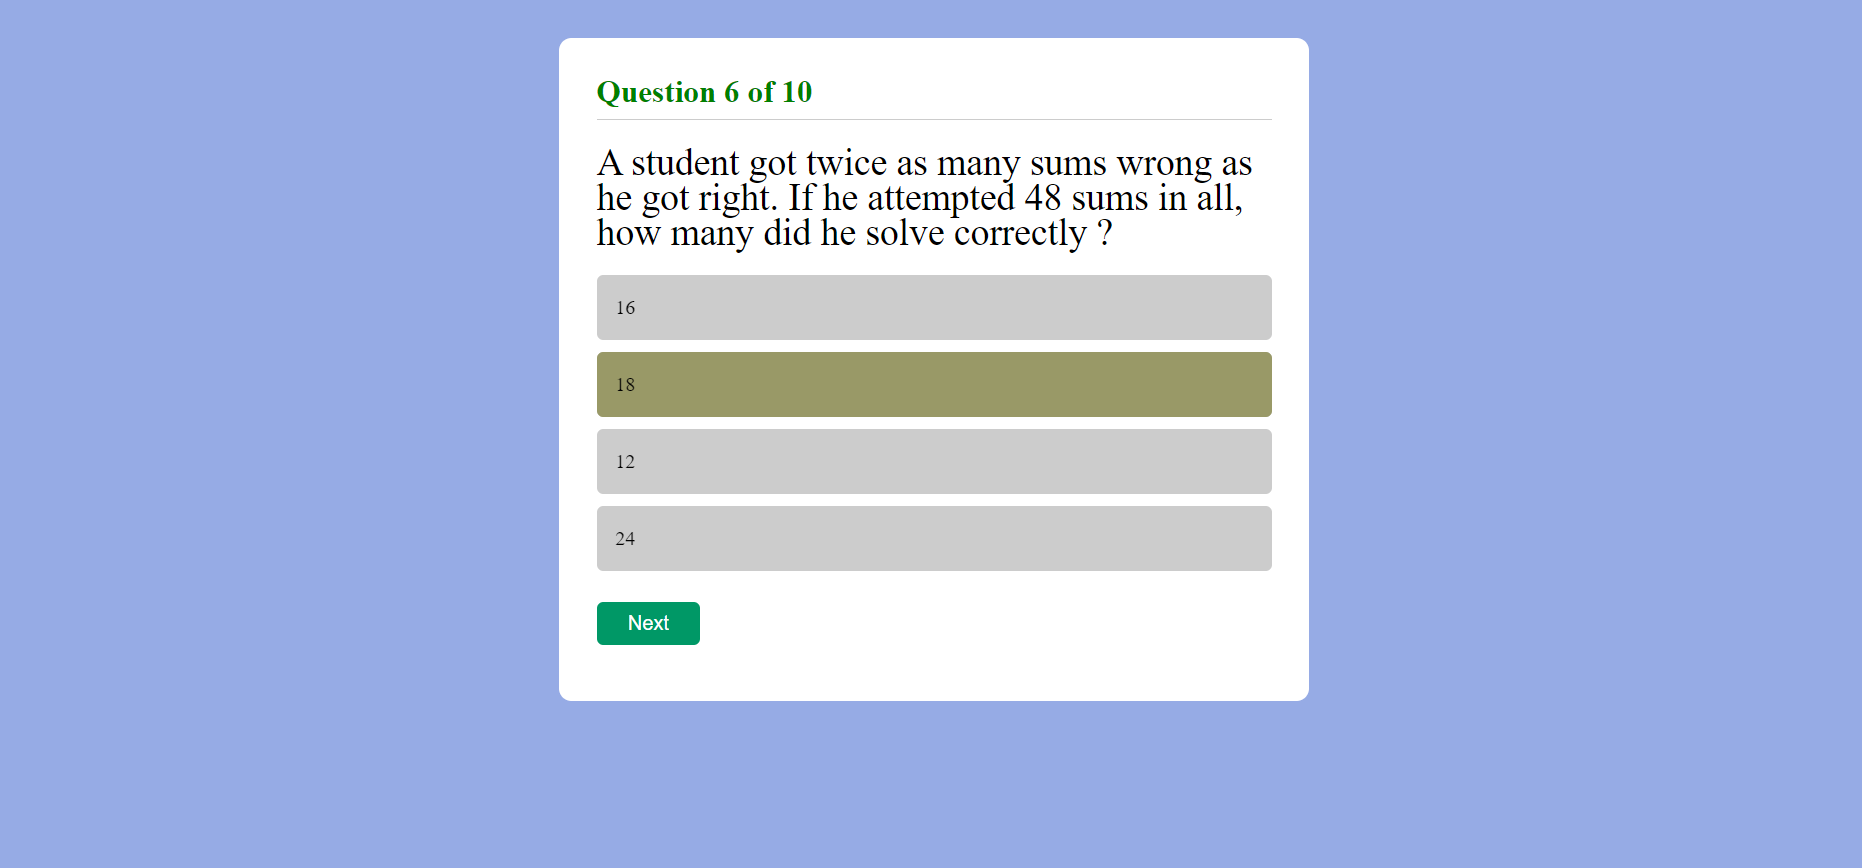 Question 6 of 10
A student got twice as many sums wrong as
he got right. If he attempted 48 sums in all,
how many did he solve correctly ?
16
18
12
24
Next